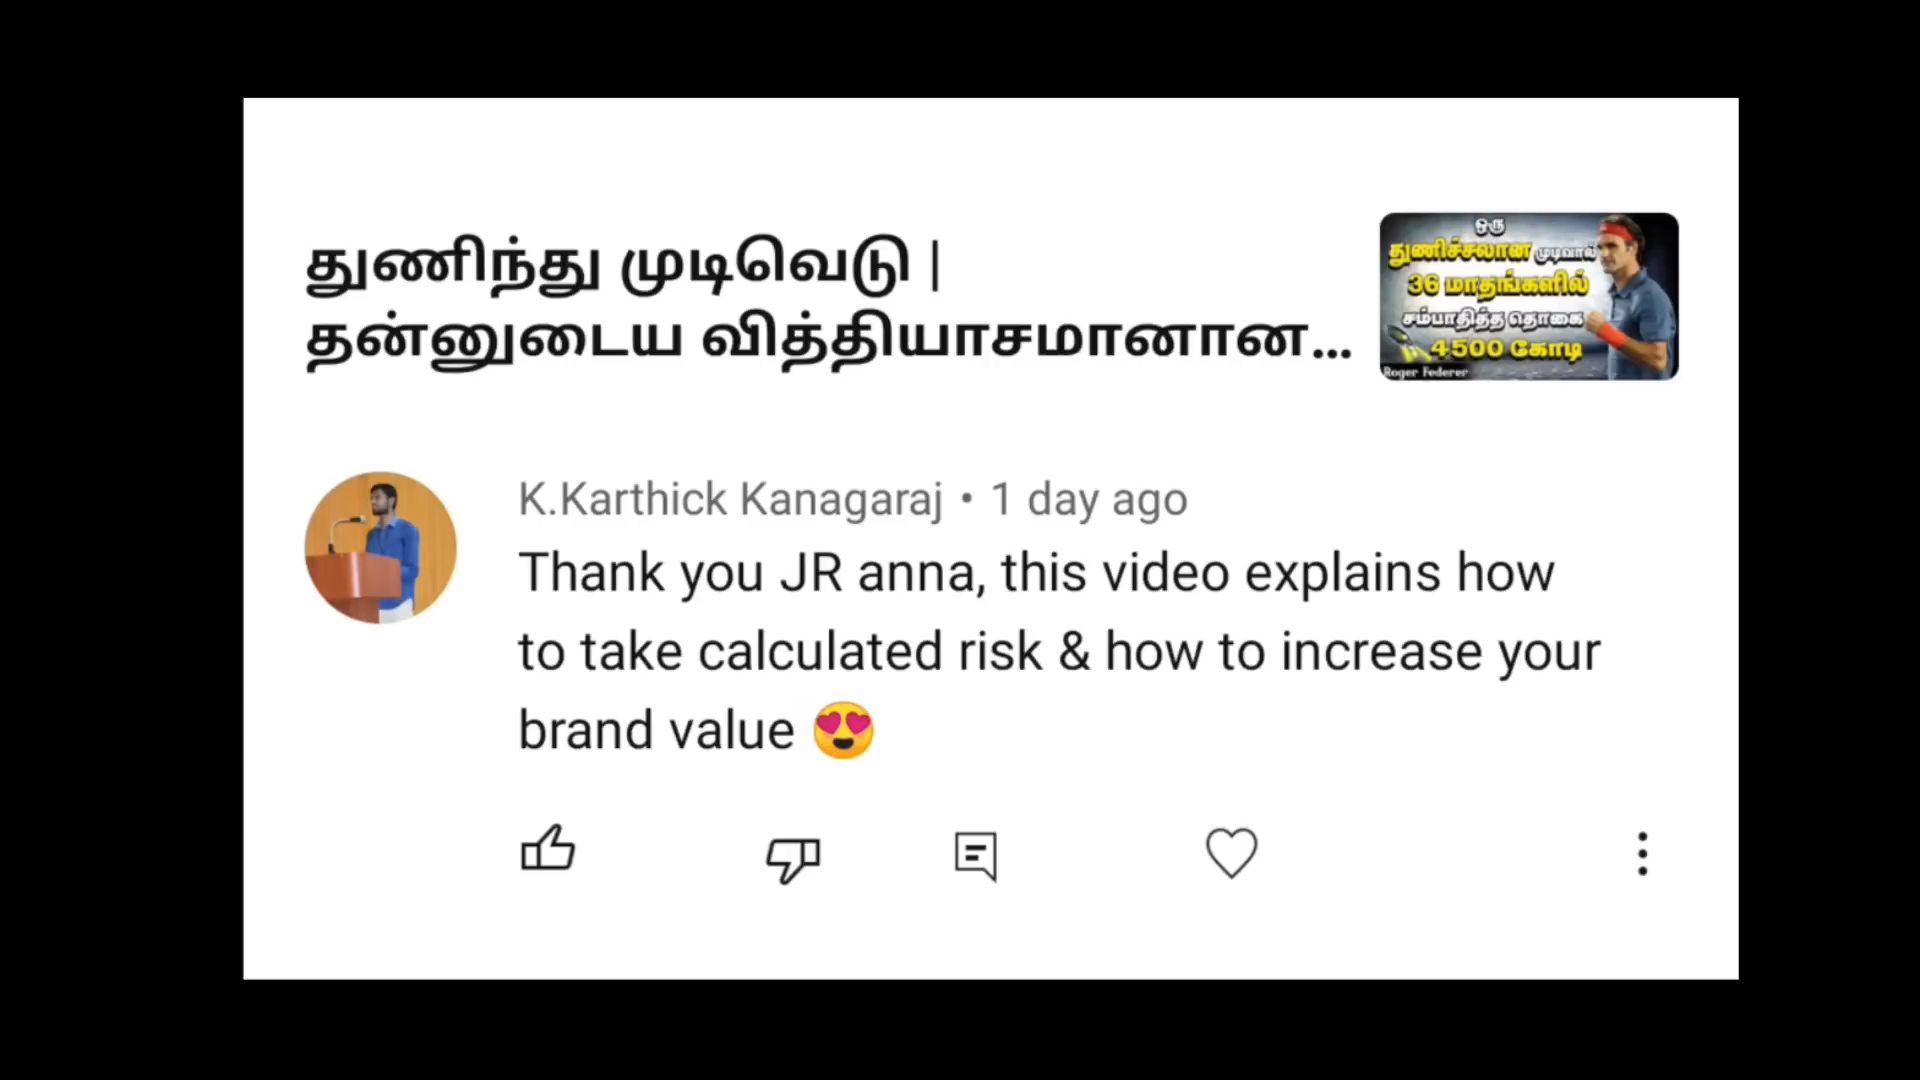 துணிந்து முடிவெடு |
தன்னுடைய வித்தியாசமானான...
ஒரு
துணிச்சலான முடிவால்
36 மாதங்களில்
சம்பாதித்த தொகை
4500 கோடி
Roger Federer
K.Karthick Kanagaraj • 1 day ago
Thank you JR anna, this video explains how
to take calculated risk & how to increase your
brand value 😍